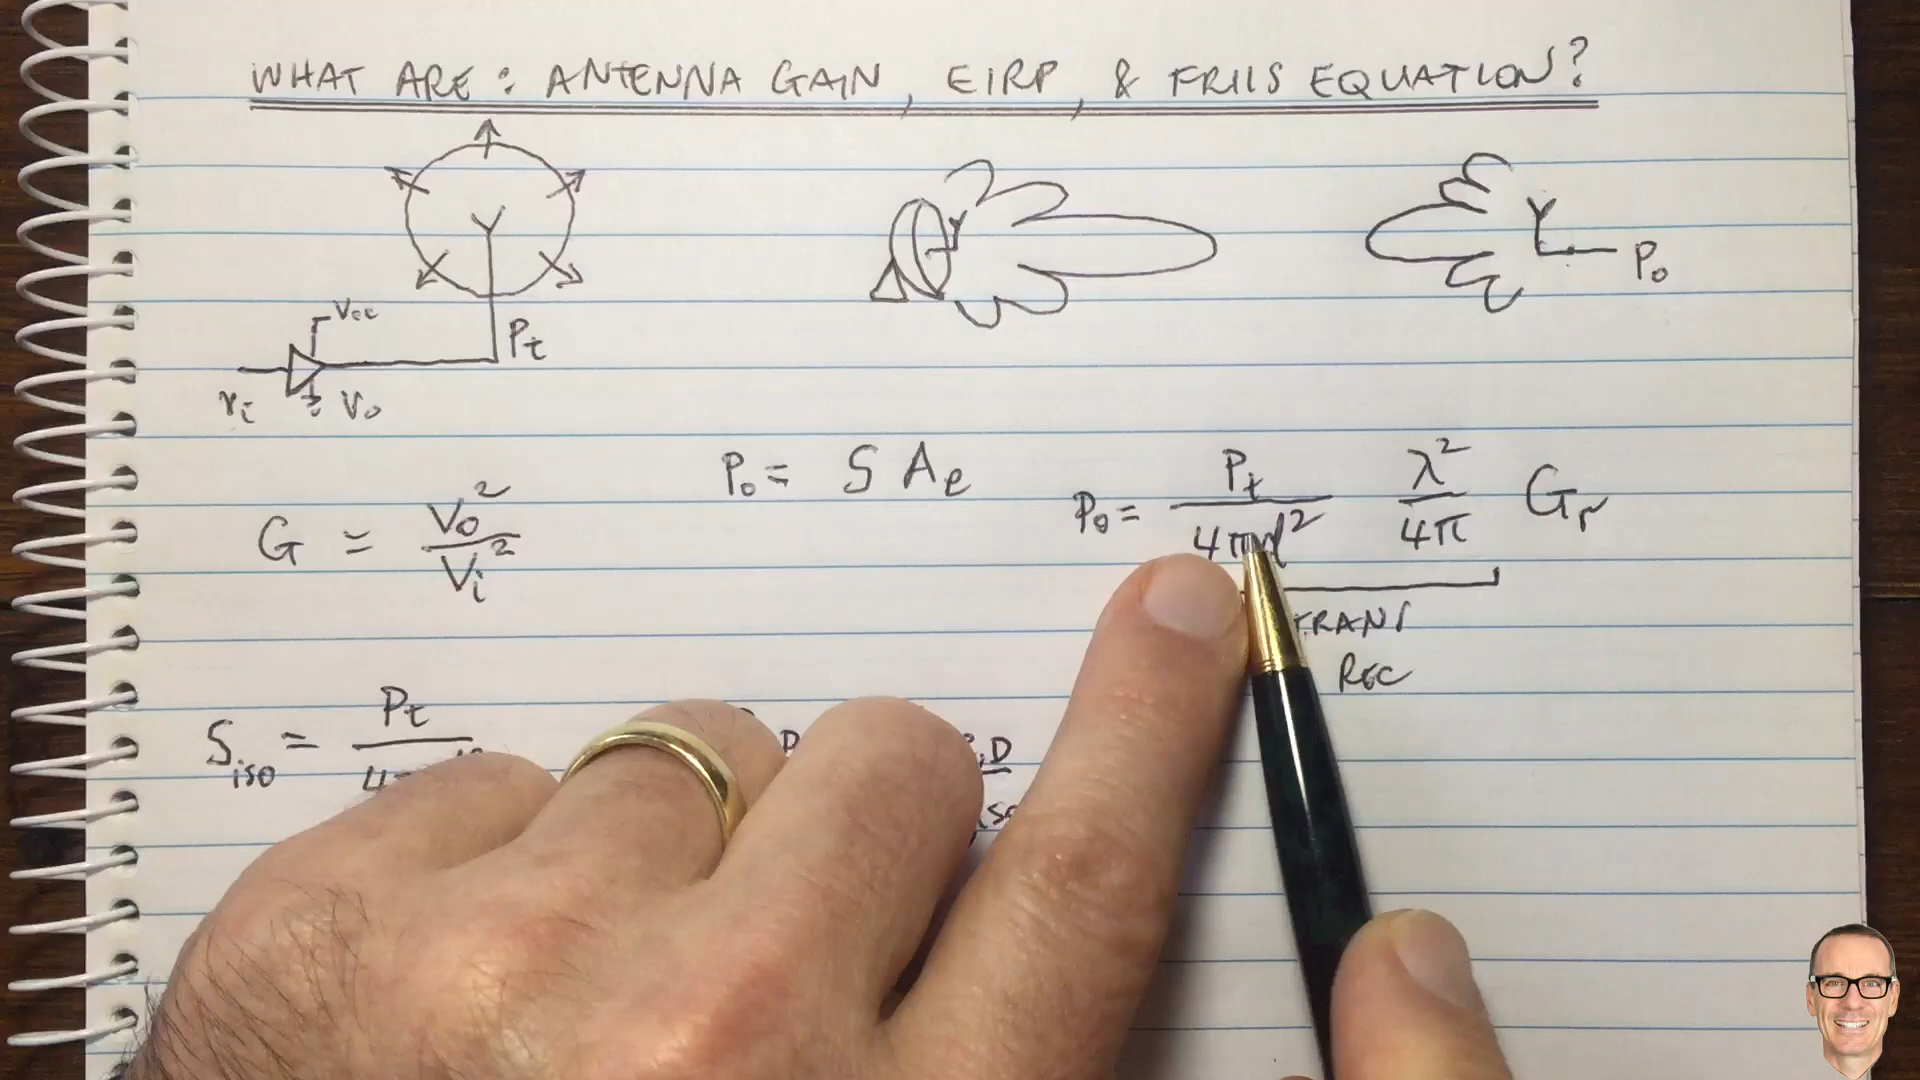 WHAT ARE: ANTENNA GAIN, EIRP, & FRIIS EQUATION?
Vcc
Pt
Vi
Vo
Po
G = Vo²/Vi²
Po = S Ae
Po = Pt/4πd² λ²/4π Gr
TRANS
REC
Siso = Pt/4